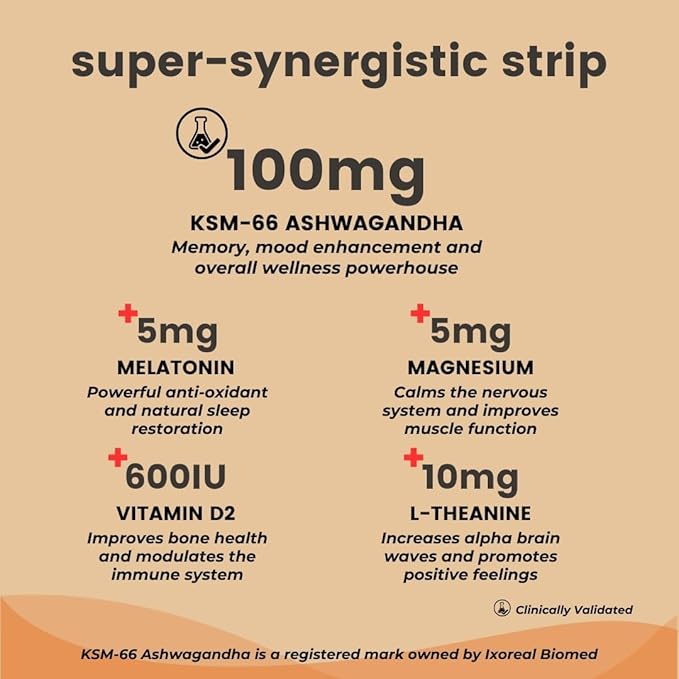 super-synergistic strip
100mg
KSM-66 ASHWAGANDHA
Memory, mood enhancement and
overall wellness powerhouse
+5mg
MELATONIN
Powerful anti-oxidant
and natural sleep
restoration
+5mg
MAGNESIUM
Calms the nervous
system and improves
muscle function
+600IU
VITAMIN D2
Improves bone health
and modulates the
immune system
+10mg
L-THEANINE
Increases alpha brain
waves and promotes
positive feelings
Clinically Validated
KSM-66 Ashwagandha is a registered mark owned by Ixoreal Biomed